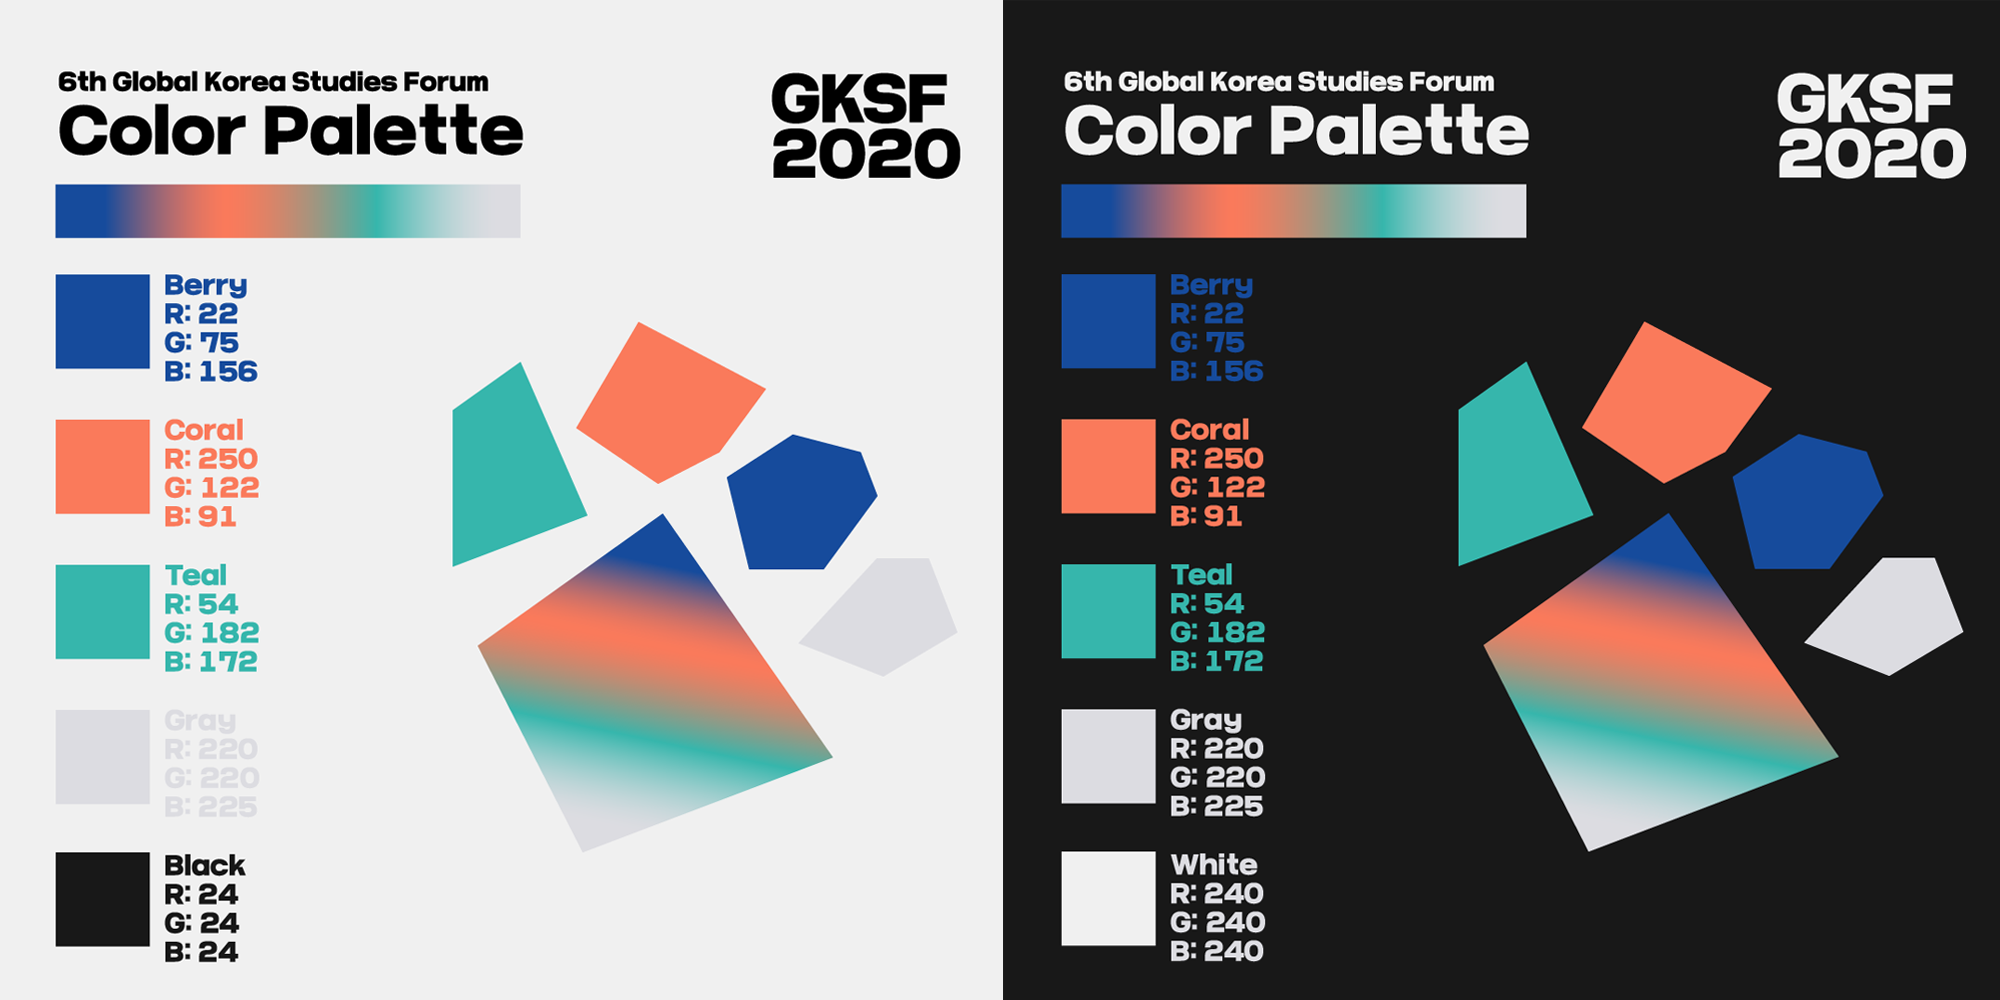 6th Global Korea Studies Forum
Color Palette
GKSF
2020
Berry
R: 22
G: 75
B: 156
Coral
R: 250
G: 122
B: 91
Teal
R: 54
G: 182
B: 172
Gray
R: 220
G: 220
B: 225
Black
R: 24
G: 24
B: 24
6th Global Korea Studies Forum
Color Palette
GKSF
2020
Berry
R: 22
G: 75
B: 156
Coral
R: 250
G: 122
B: 91
Teal
R: 54
G: 182
B: 172
Gray
R: 220
G: 220
B: 225
White
R: 240
G: 240
B: 240